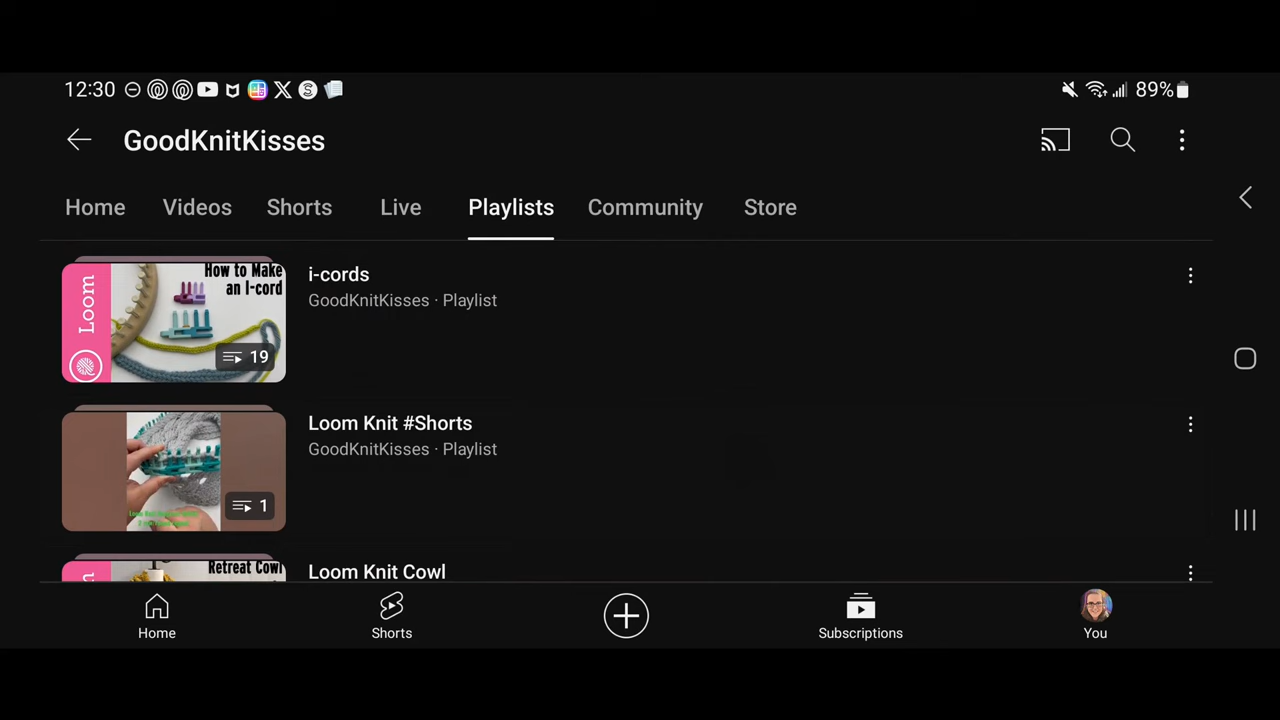 12:30
89%
GoodKnitKisses
Home
Videos
Shorts
Live
Playlists
Community
Store
Loom
How to Make
an I-cord
19
i-cords
GoodKnitKisses · Playlist
1
Loom Knit #Shorts
GoodKnitKisses · Playlist
Retreat Cowl
Loom Knit Cowl
Home
Shorts
Subscriptions
You